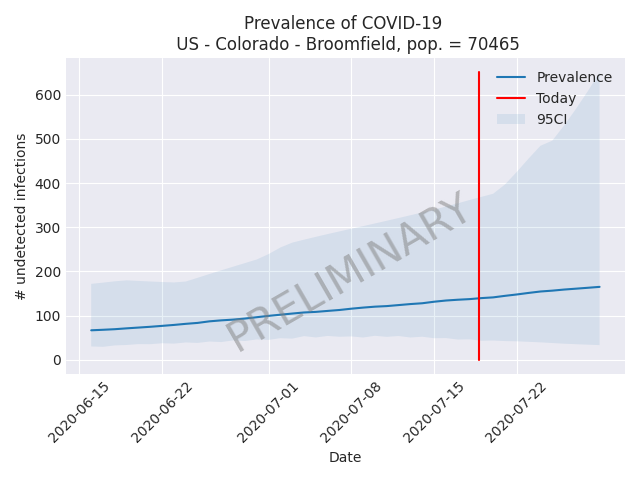 Prevalence of COVID-19
US - Colorado - Broomfield, pop. = 70465
Prevalence
Today
95CI
600
500
400
300
200
100
0
# undetected infections
PRELIMINARY
2020-06-15
2020-06-22
2020-07-01
2020-07-08
2020-07-15
2020-07-22
Date